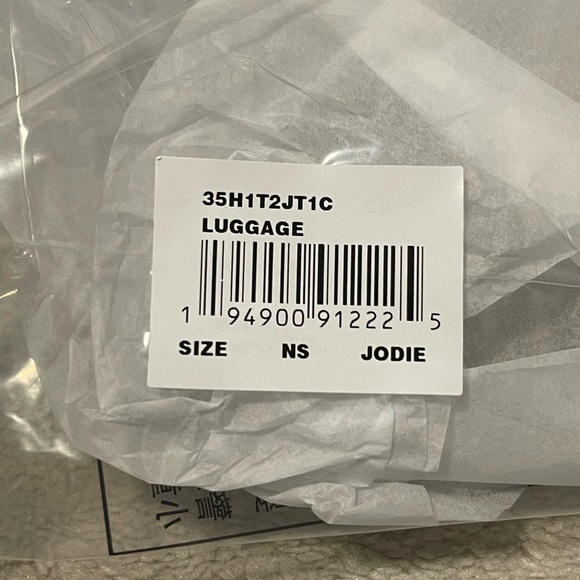 35H1T2JT1C
LUGGAGE
1 94900 91222 5
SIZE NS JODIE